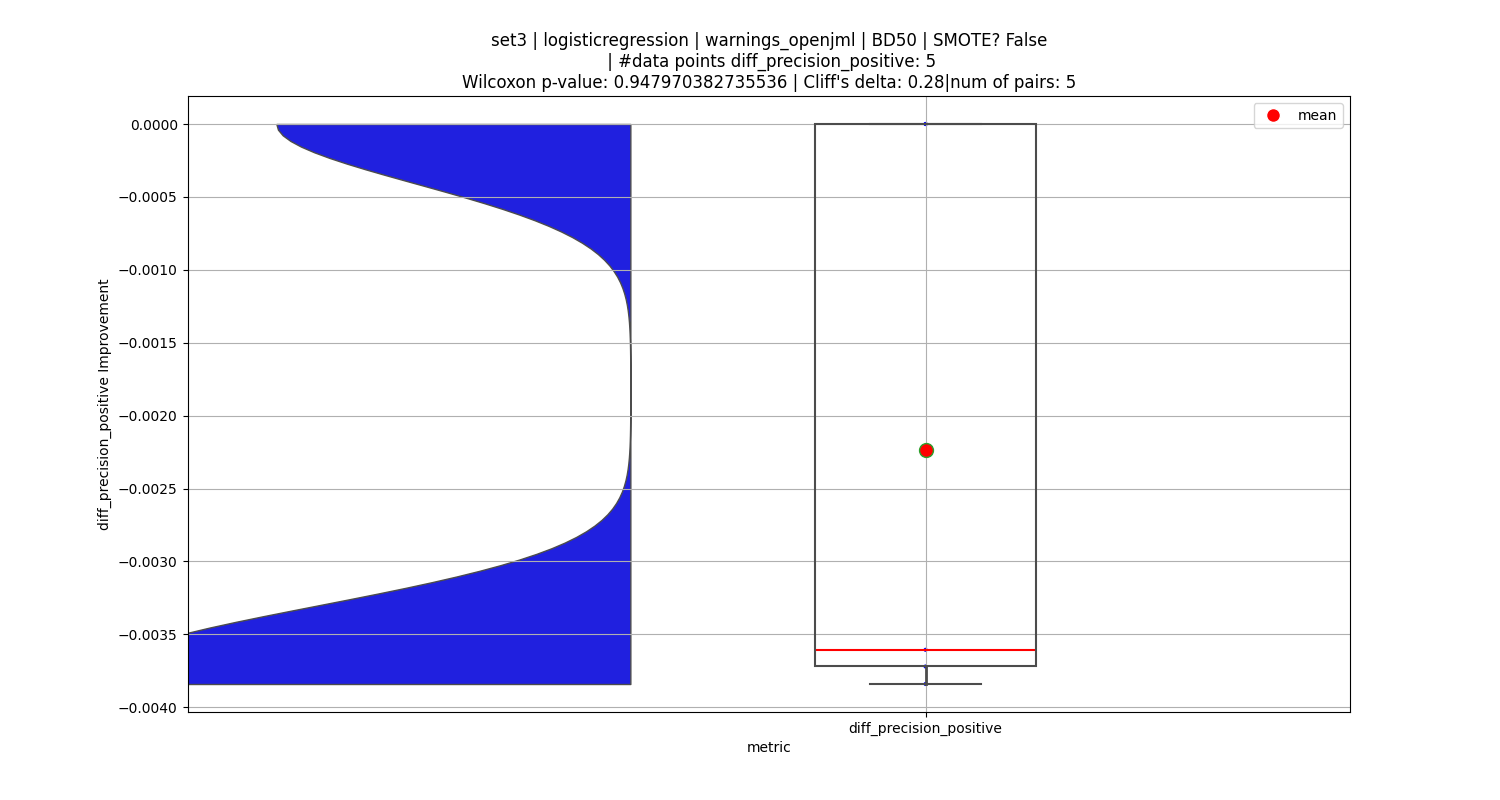 set3 | logisticregression | warnings_openjml | BD50 | SMOTE? False
| #data points diff_precision_positive: 5
Wilcoxon p-value: 0.947970382735536 | Cliff's delta: 0.28|num of pairs: 5
mean
0.0000
−0.0005
−0.0010
−0.0015
−0.0020
−0.0025
−0.0030
−0.0035
−0.0040
diff_precision_positive Improvement
diff_precision_positive
metric